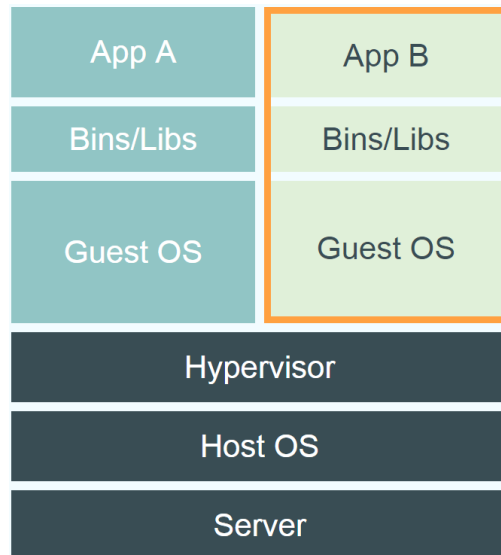 App A
App B
Bins/Libs
Bins/Libs
Guest OS
Guest OS
Hypervisor
Host OS
Server